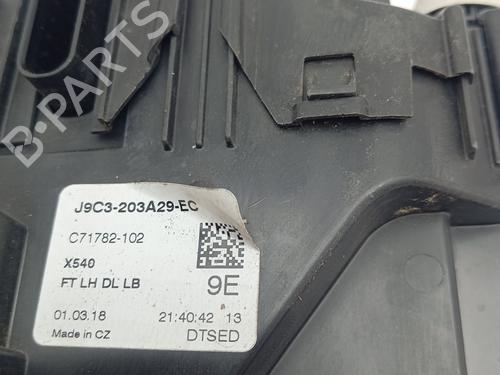 J9C3-203A29-EC
C71782-102
X540
FT LH DL LB
9E
01.03.18
21:40:42 13
Made in CZ
DTSED
B-PARTS